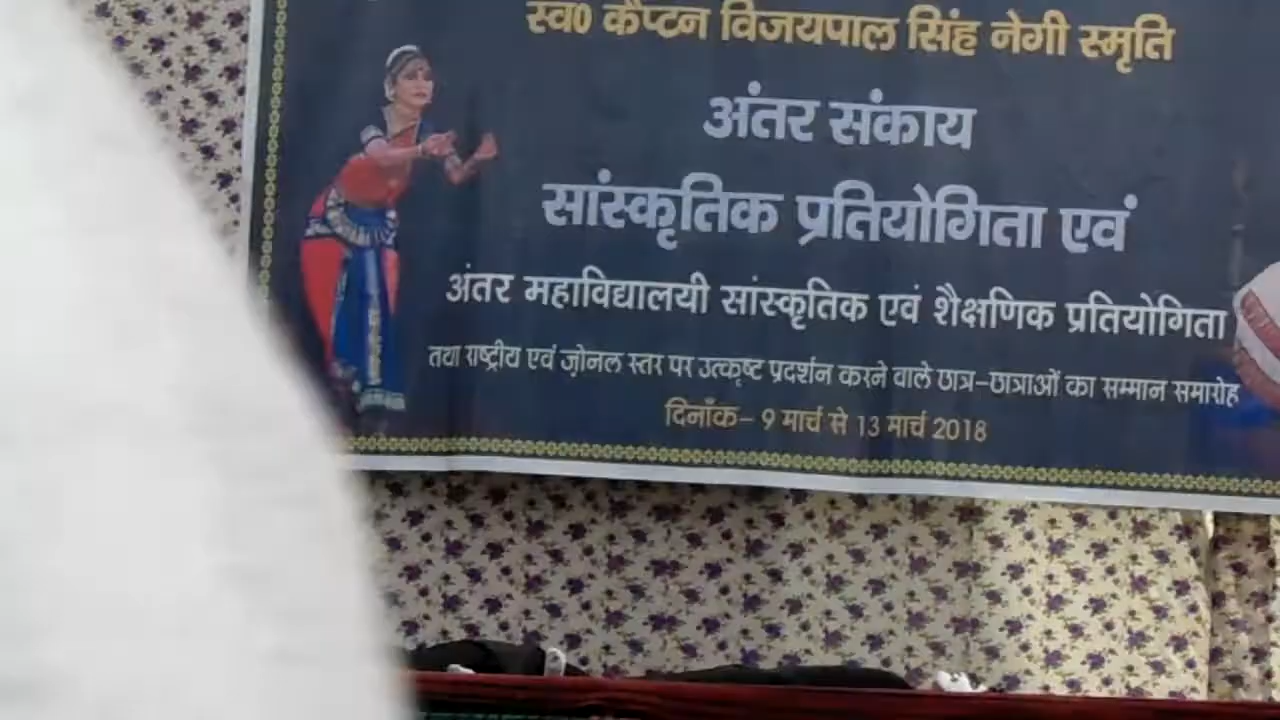 स्व0 कैप्टन विजयपाल सिंह नेगी स्मृति
अंतर संकाय
सांस्कृतिक प्रतियोगिता एवं
अंतर महाविद्यालयी सांस्कृतिक एवं शैक्षणिक प्रतियोगिता
तथा राष्ट्रीय एवं ज़ोनल स्तर पर उत्कृष्ट प्रदर्शन करने वाले छात्र-छात्राओं का सम्मान समारोह
दिनाँक- 9 मार्च से 13 मार्च 2018